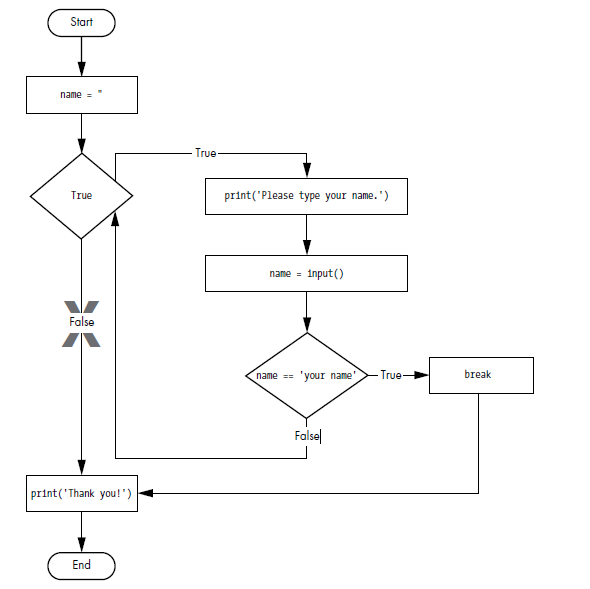 Start
name = ''
True
True
print('Please type your name.')
name = input()
False
name == 'your name'
True
break
False
print('Thank you!')
End